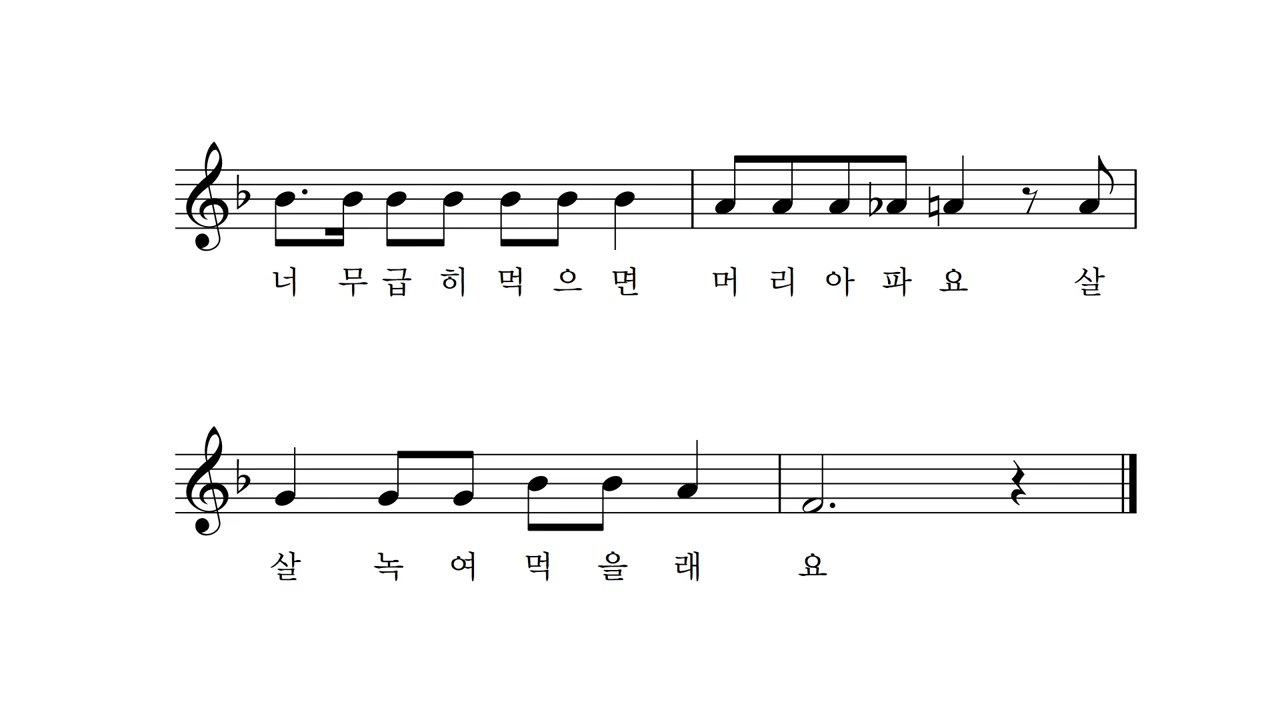 너 무 급 히 먹 으 면 머 리 아 파 요 살
살 녹 여 먹 을 래 요